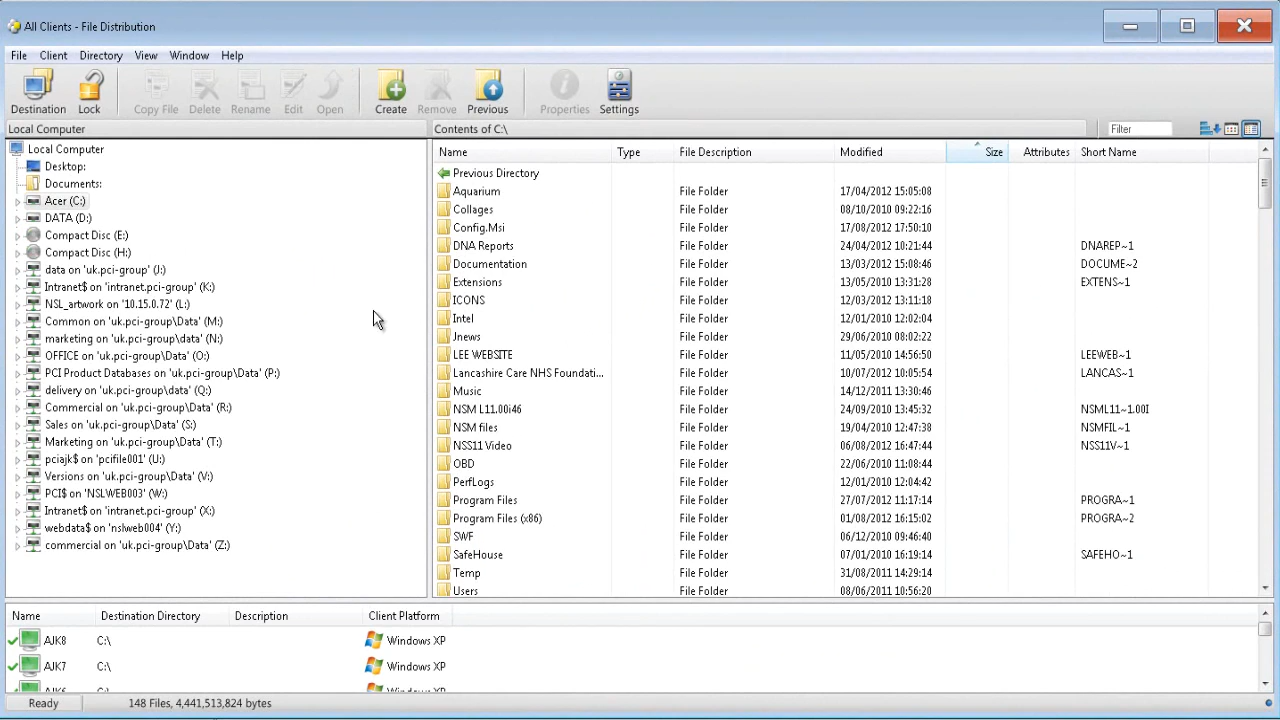 All Clients - File Distribution
File Client Directory View Window Help
Destination Lock Copy File Delete Rename Edit Open Create Remove Previous Properties Settings
Local Computer
Contents of C:\
Filter
Local Computer
Desktop:
Documents:
Acer (C:)
DATA (D:)
Compact Disc (E:)
Compact Disc (H:)
data on 'uk.pci-group' (J:)
Intranet$ on 'intranet.pci-group' (K:)
NSL_artwork on '10.15.0.72' (L:)
Common on 'uk.pci-group\Data' (M:)
marketing on 'uk.pci-group\data' (N:)
OFFICE on 'uk.pci-group\Data' (O:)
PCI Product Databases on 'uk.pci-group\Data' (P:)
delivery on 'uk.pci-group\data' (Q:)
Commercial on 'uk.pci-group\Data' (R:)
Sales on 'uk.pci-group\Data' (S:)
Marketing on 'uk.pci-group\Data' (T:)
pciajk$ on 'pcifile001' (U:)
Versions on 'uk.pci-group\Data' (V:)
PCI$ on 'NSLWEB003' (W:)
Intranet$ on 'intranet.pci-group' (X:)
webdata$ on 'nslweb004' (Y:)
commercial on 'uk.pci-group\Data' (Z:)
Name Type File Description Modified Size Attributes Short Name
Previous Directory
Aquarium File Folder 17/04/2012 15:05:08
Collages File Folder 08/10/2010 09:22:16
Config.Msi File Folder 17/08/2012 17:50:10
DNA Reports File Folder 24/04/2012 10:21:44 DNAREP~1
Documentation File Folder 13/03/2012 15:08:46 DOCUME~2
Extensions File Folder 13/05/2010 13:31:28 EXTENS~1
ICONS File Folder 12/03/2012 13:11:18
Intel File Folder 12/01/2010 12:02:04
Jnews File Folder 29/06/2010 08:02:22
LEE WEBSITE File Folder 11/05/2010 14:56:50 LEEWEB~1
Lancashire Care NHS Foundati... File Folder 10/07/2012 10:05:54 LANCAS~1
Music File Folder 14/12/2011 13:30:46
NSM L11.00i46 File Folder 24/09/2010 13:45:32 NSML11~1.00I
NSM files File Folder 19/04/2010 12:47:38 NSMFIL~1
NSS11 Video File Folder 06/08/2012 16:47:44 NSS11V~1
OBD File Folder 22/06/2010 11:08:44
PerfLogs File Folder 12/01/2010 12:04:42
Program Files File Folder 27/07/2012 11:17:14 PROGRA~1
Program Files (x86) File Folder 01/08/2012 16:15:02 PROGRA~2
SWF File Folder 06/12/2010 09:46:40
SafeHouse File Folder 07/01/2010 16:19:14 SAFEHO~1
Temp File Folder 31/08/2011 14:29:14
Users File Folder 08/06/2011 10:56:20
Name Destination Directory Description Client Platform
AJK8 C:\ Windows XP
AJK7 C:\ Windows XP
Ready 148 Files, 4,441,513,824 bytes